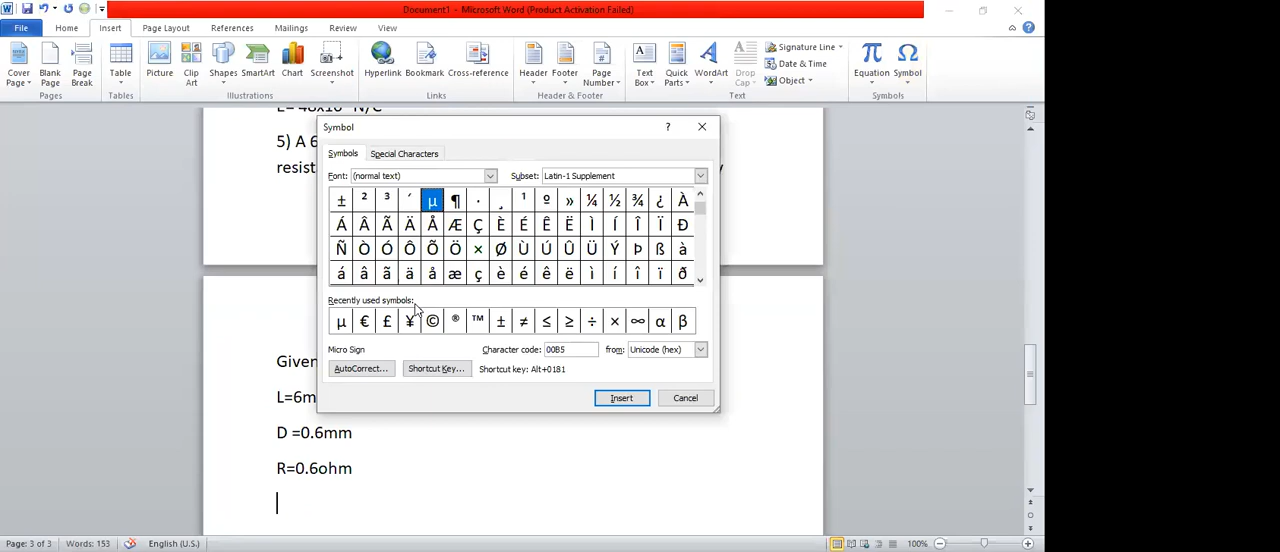 Document1 - Microsoft Word (Product Activation Failed)
File Home Insert Page Layout References Mailings Review View
Cover Page Blank Page Page Break Table Picture Clip Art Shapes SmartArt Chart Screenshot Hyperlink Bookmark Cross-reference Header Footer Page Number Text Box Quick Parts WordArt Drop Cap Signature Line Date & Time Object Equation Symbol
Pages Tables Illustrations Links Header & Footer Text Symbols
5) A 6
resist
Symbol ?
Symbols Special Characters
Font: (normal text) Subset: Latin-1 Supplement
± ² ³ ´ µ ¶ · ¸ ¹ º » ¼ ½ ¾ ¿ À
Á Â Ã Ä Å Æ Ç È É Ê Ë Ì Í Î Ï Ð
Ñ Ò Ó Ô Õ Ö × Ø Ù Ú Û Ü Ý Þ ß à
á â ã ä å æ ç è é ê ë ì í î ï ð
Recently used symbols:
µ € £ ¥ © ® ™ ± ≠ ≤ ≥ ÷ × ∞ α β
Micro Sign Character code: 00B5 from: Unicode (hex)
AutoCorrect... Shortcut Key... Shortcut key: Alt+0181
Insert Cancel
Given
L=6m
D =0.6mm
R=0.6ohm
Page: 3 of 3 Words: 153 English (U.S.) 100%